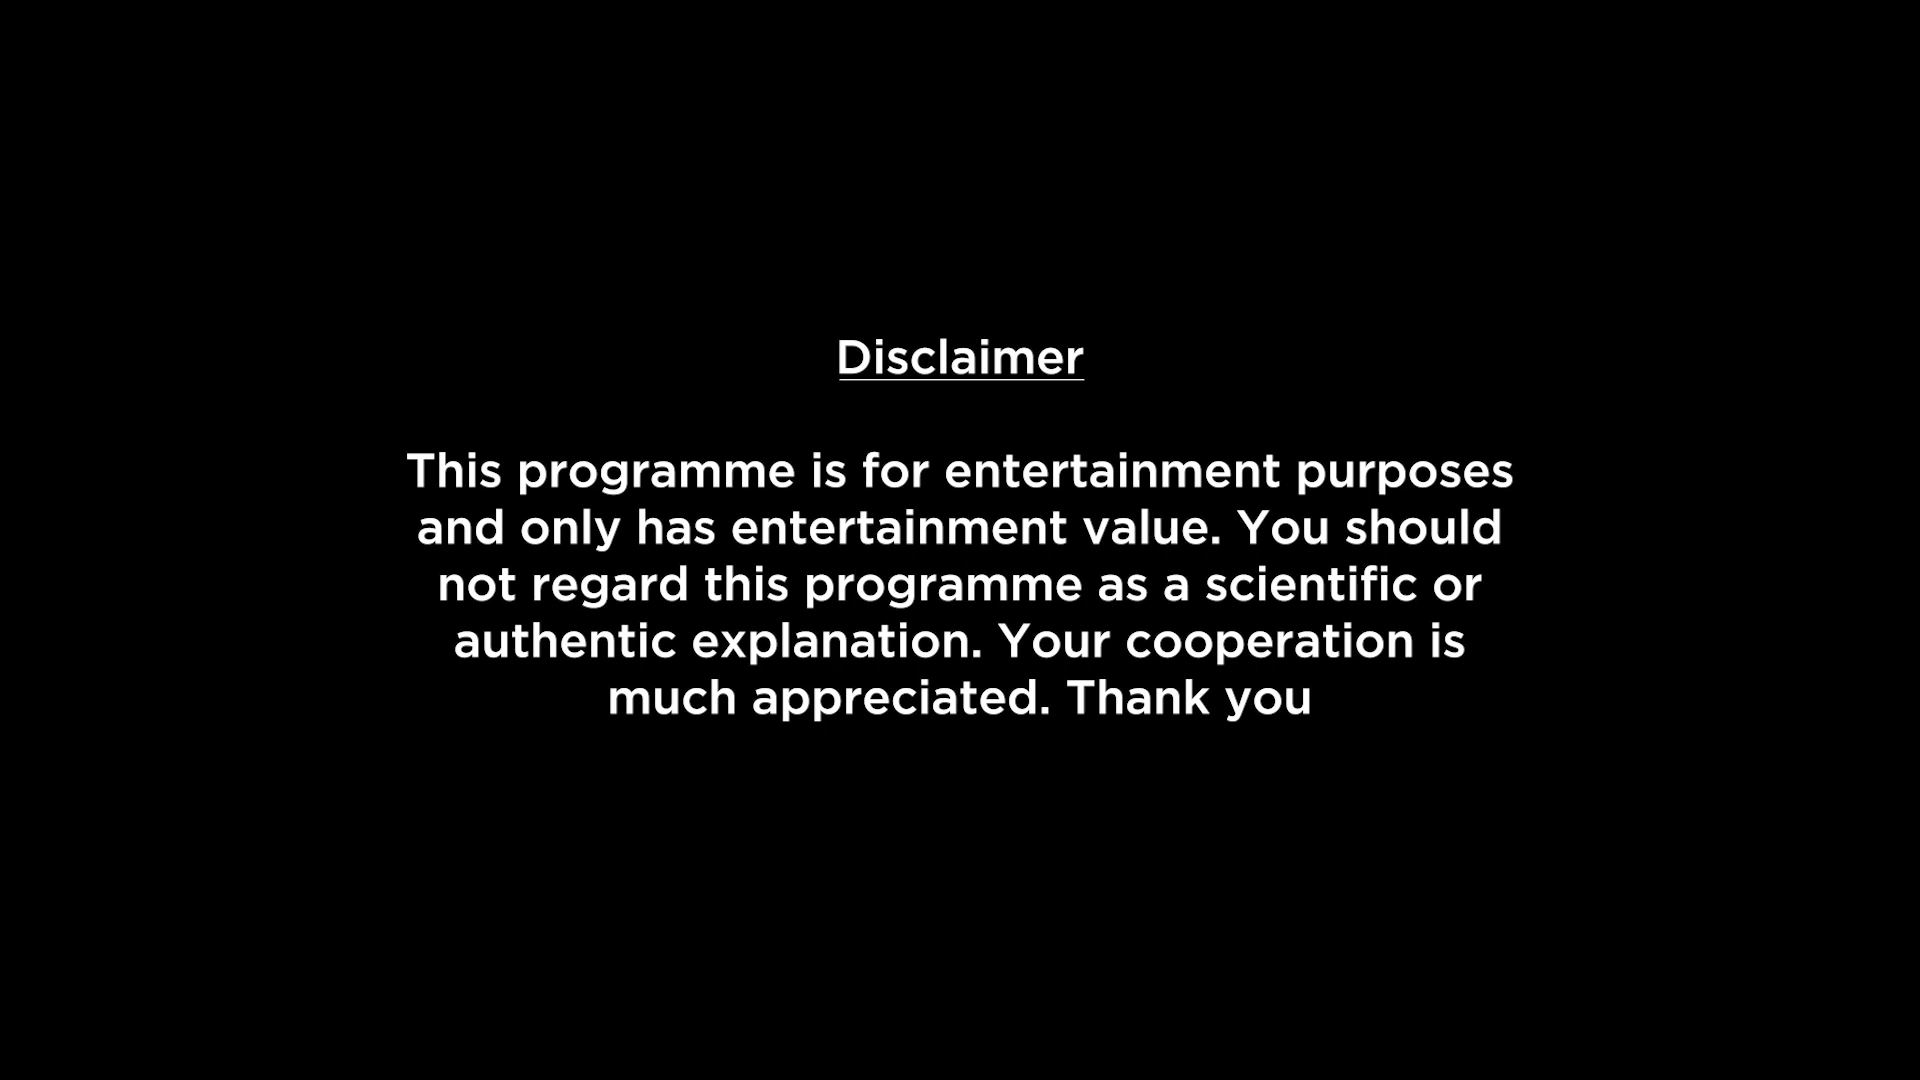 Disclaimer
This programme is for entertainment purposes
and only has entertainment value. You should
not regard this programme as a scientific or
authentic explanation. Your cooperation is
much appreciated. Thank you